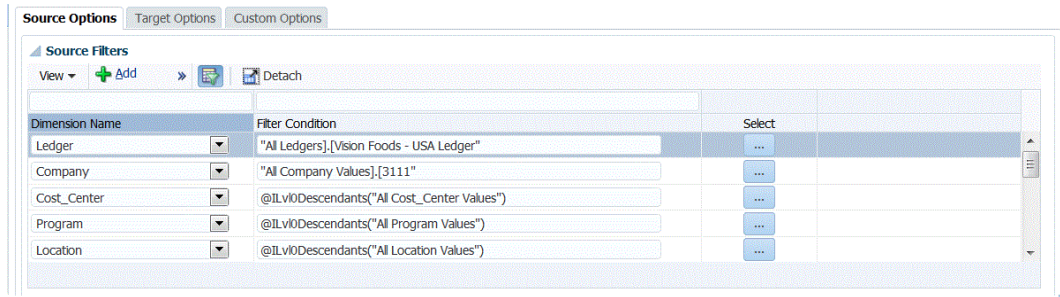 Source Options Target Options Custom Options
Source Filters
View Add » Detach
Dimension Name Filter Condition Select
Ledger "All Ledgers].[Vision Foods - USA Ledger" ...
Company "All Company Values].[3111" ...
Cost_Center @ILvl0Descendants("All Cost_Center Values") ...
Program @ILvl0Descendants("All Program Values") ...
Location @ILvl0Descendants("All Location Values") ...